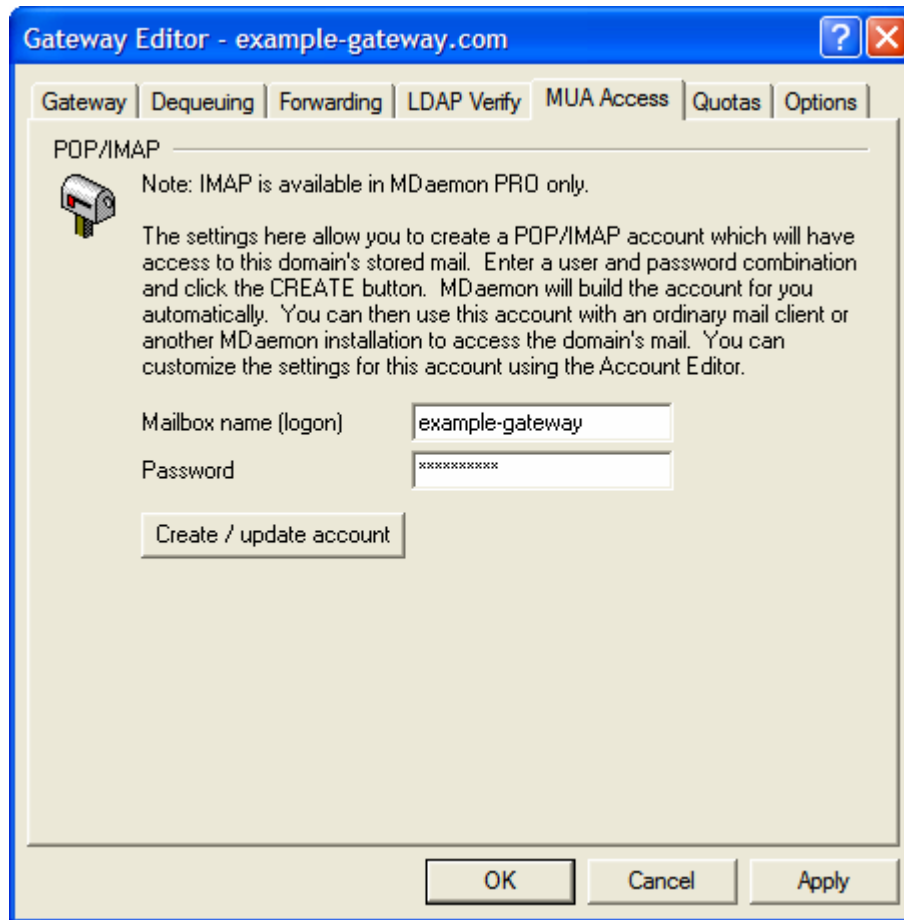 Gateway Editor - example-gateway.com
Gateway Dequeuing Forwarding LDAP Verify MUA Access Quotas Options
POP/IMAP
Note: IMAP is available in MDaemon PRO only.
The settings here allow you to create a POP/IMAP account which will have
access to this domain's stored mail. Enter a user and password combination
and click the CREATE button. MDaemon will build the account for you
automatically. You can then use this account with an ordinary mail client or
another MDaemon installation to access the domain's mail. You can
customize the settings for this account using the Account Editor.
Mailbox name (logon) example-gateway
Password xxxxxxxxxx
Create / update account
OK Cancel Apply